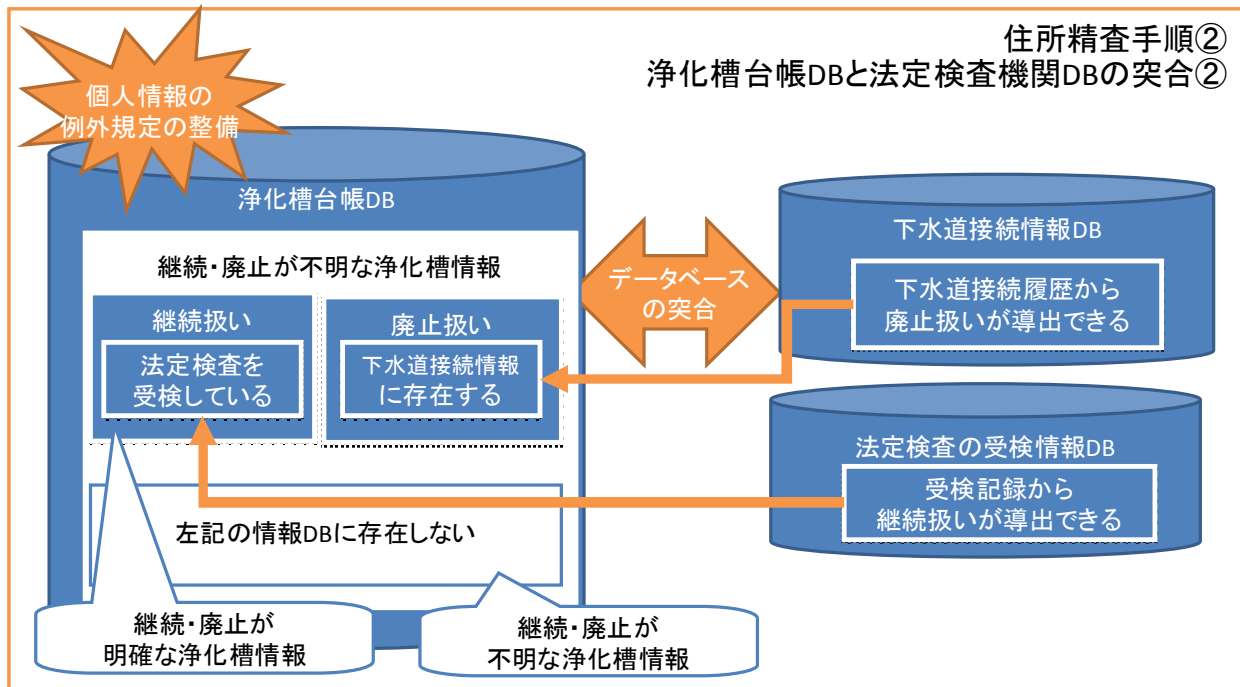 住所精査手順②
浄化槽台帳DBと法定検査機関DBの突合②
個人情報の
例外規定の整備
浄化槽台帳DB
継続・廃止が不明な浄化槽情報
継続扱い
法定検査を
受検している
廃止扱い
下水道接続情報
に存在する
データベース
の突合
下水道接続情報DB
下水道接続履歴から
廃止扱いが導出できる
法定検査の受検情報DB
受検記録から
継続扱いが導出できる
左記の情報DBに存在しない
継続・廃止が
明確な浄化槽情報
継続・廃止が
不明な浄化槽情報